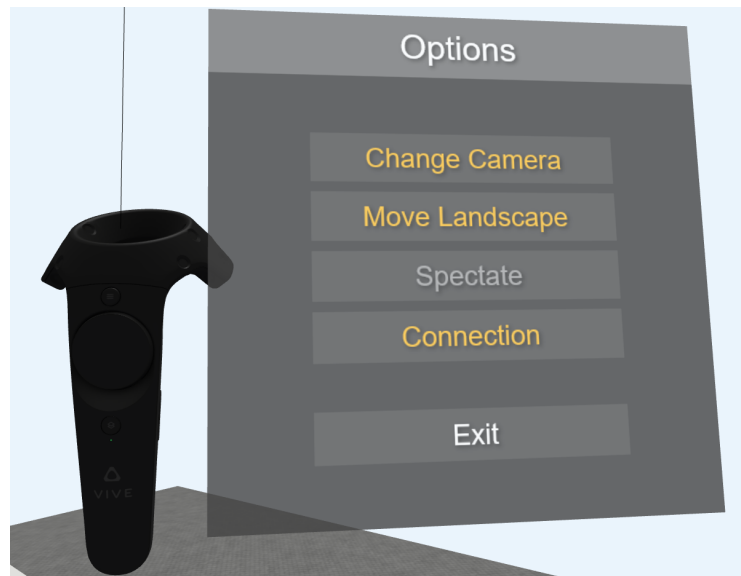 Options
Change Camera
Move Landscape
Spectate
Connection
Exit
VIVE